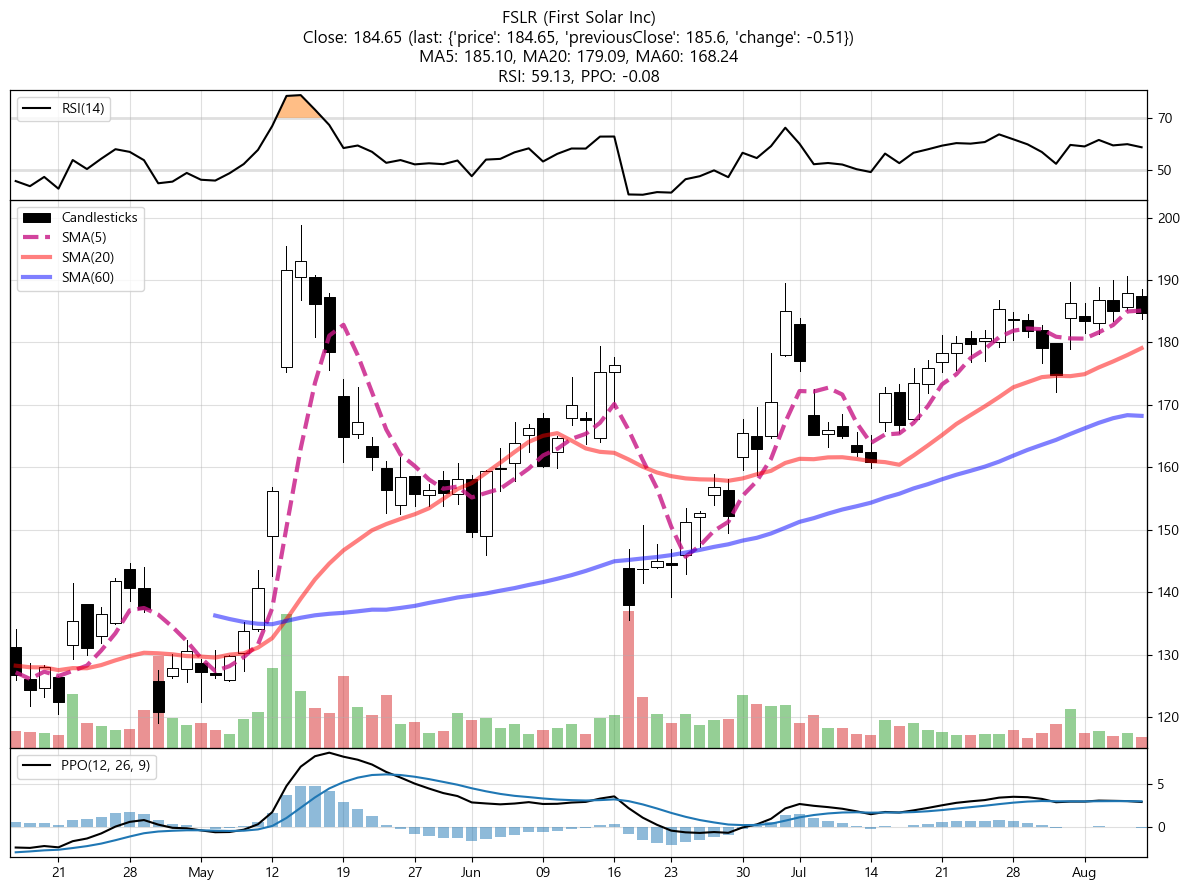 FSLR (First Solar Inc)
Close: 184.65 (last: {'price': 184.65, 'previousClose': 185.6, 'change': -0.51})
MA5: 185.10, MA20: 179.09, MA60: 168.24
RSI: 59.13, PPO: -0.08
RSI(14)
70
50
Candlesticks
SMA(5)
SMA(20)
SMA(60)
200
190
180
170
160
150
140
130
120
PPO(12, 26, 9)
5
0
21 28 May 12 19 27 Jun 09 16 23 30 Jul 14 21 28 Aug